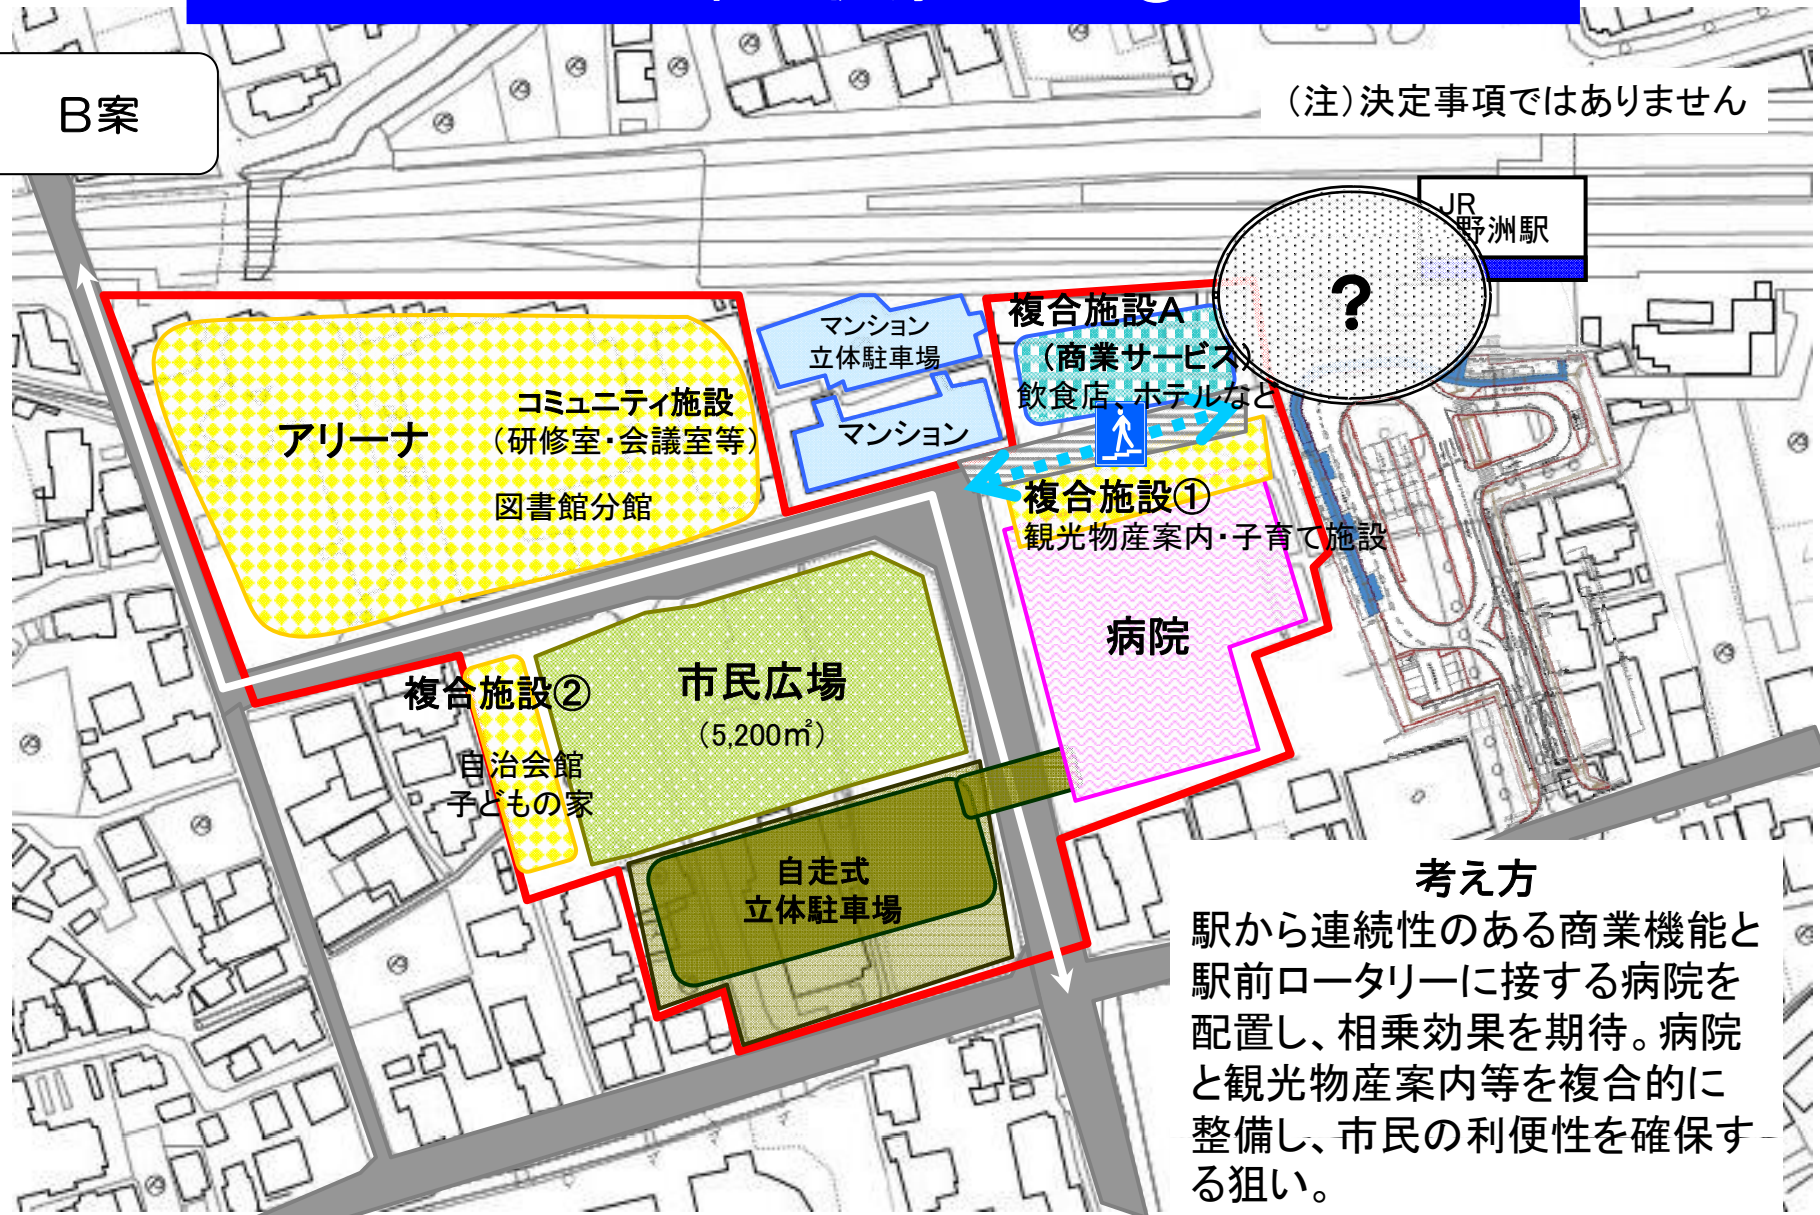 B案
（注）決定事項ではありません
JR
野洲駅
?
複合施設A
（商業サービス）
飲食店 ホテルなど
マンション
立体駐車場
マンション
コミュニティ施設
（研修室・会議室等）
アリーナ
図書館分館
複合施設①
観光物産案内・子育て施設
病院
市民広場
（5,200㎡）
複合施設②
自治会館
子どもの家
自走式
立体駐車場
考え方
駅から連続性のある商業機能と
駅前ロータリーに接する病院を
配置し、相乗効果を期待。病院
と観光物産案内等を複合的に
整備し、市民の利便性を確保す
る狙い。